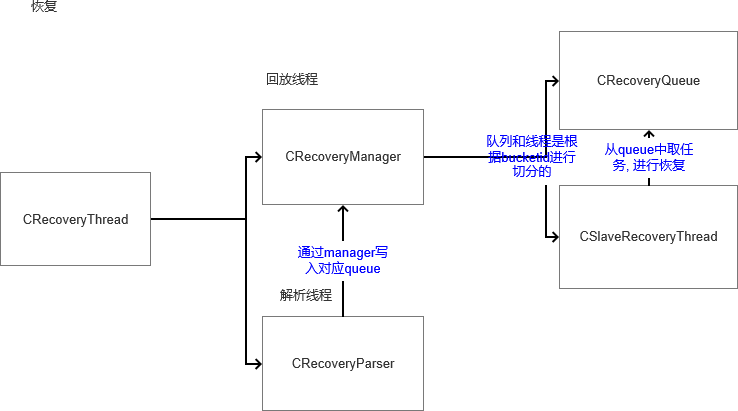 恢复
回放线程
CRecoveryQueue
CRecoveryManager
队列和线程是根
据bucketid进行
切分的
从queue中取任
务, 进行恢复
CRecoveryThread
CSlaveRecoveryThread
通过manager写
入对应queue
解析线程
CRecoveryParser